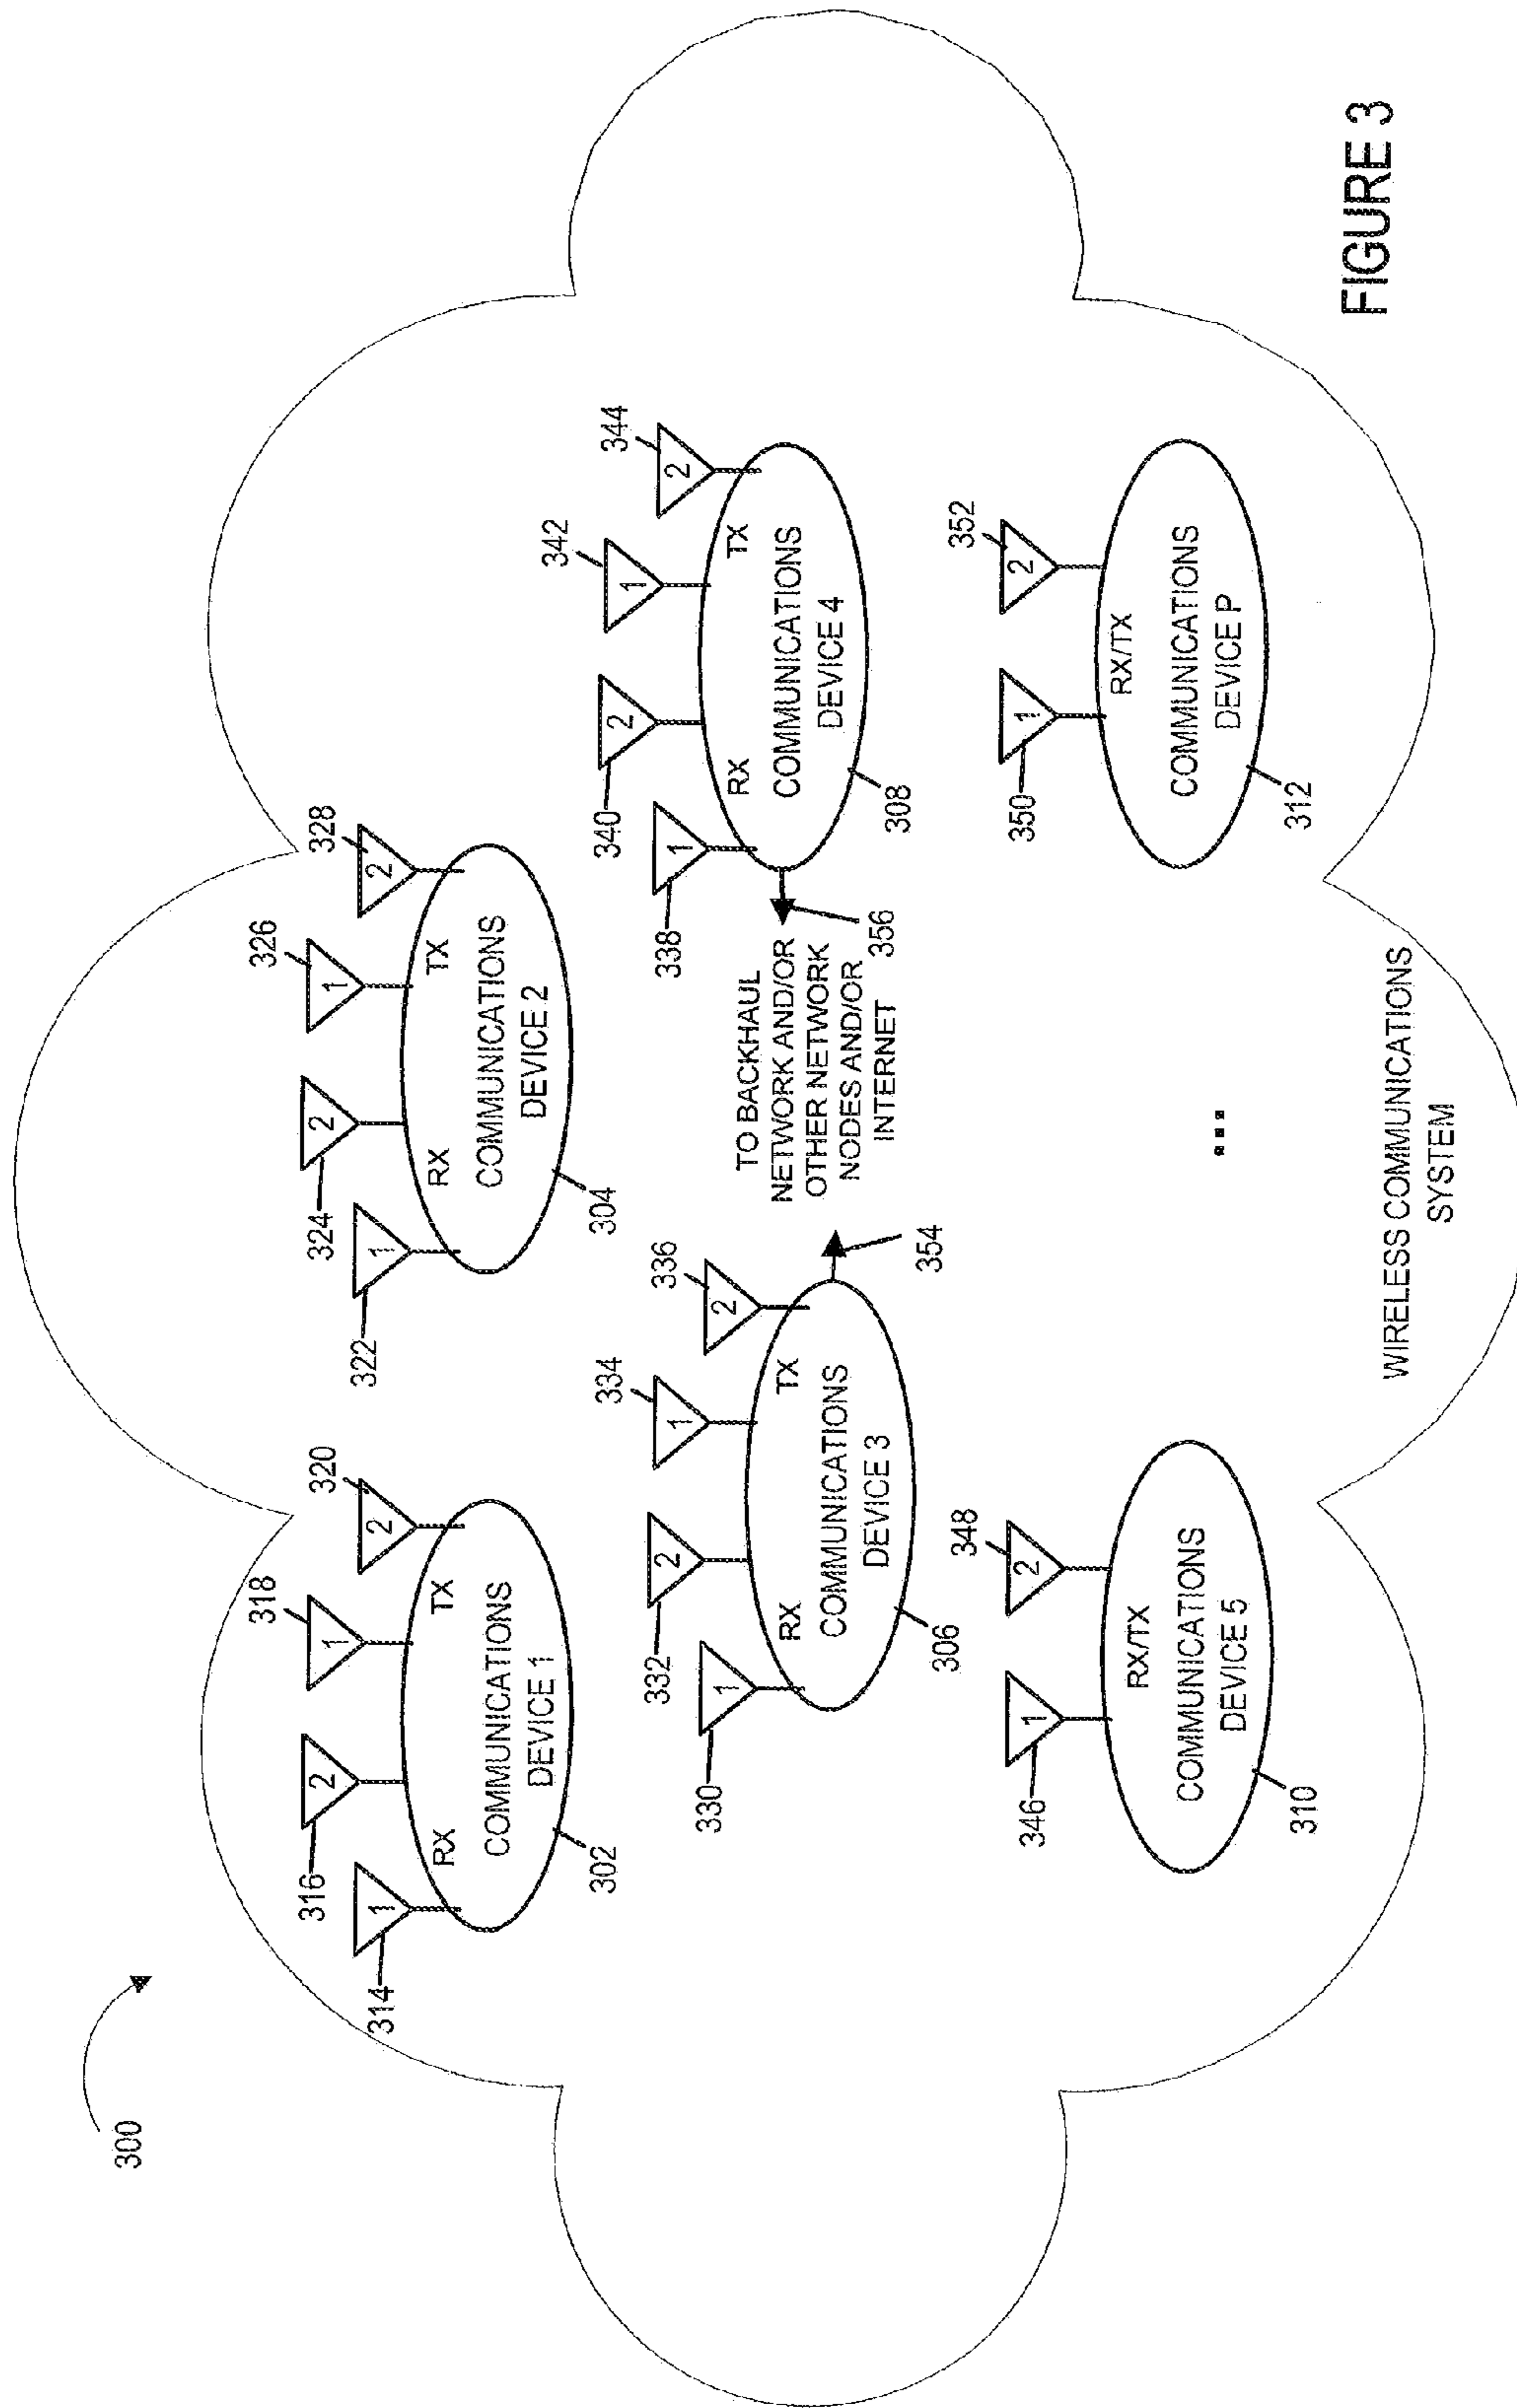 300
314
316
318
320
1
2
1
2
RX
TX
COMMUNICATIONS
DEVICE 1
302
322
324
326
328
1
2
1
2
RX
TX
COMMUNICATIONS
DEVICE 2
304
330
332
334
336
1
2
1
2
RX
TX
COMMUNICATIONS
DEVICE 3
306
354
TO BACKHAUL
NETWORK AND/OR
OTHER NETWORK
NODES AND/OR
INTERNET
356
338
340
342
344
1
2
1
2
RX
TX
COMMUNICATIONS
DEVICE 4
308
346
348
1
2
RX/TX
COMMUNICATIONS
DEVICE 5
310
...
350
352
1
2
RX/TX
COMMUNICATIONS
DEVICE P
312
WIRELESS COMMUNICATIONS
SYSTEM
FIGURE 3